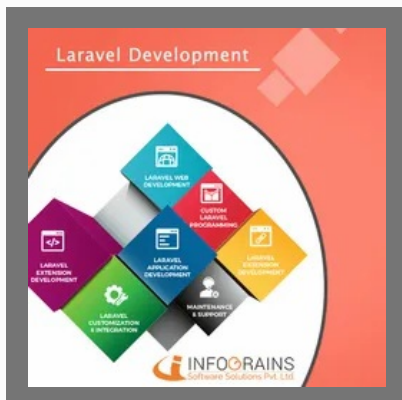 Laravel Development
LARAVEL WEB
DEVELOPMENT
CUSTOM
LARAVEL
PROGRAMMING
LARAVEL
EXTENSION
DEVELOPMENT
LARAVEL
APPLICATION
DEVELOPMENT
LARAVEL
EXTENSION
DEVELOPMENT
LARAVEL
CUSTOMIZATION
& INTEGRATION
MAINTENANCE
& SUPPORT
INFOGRAINS
Software Solutions Pvt. Ltd.